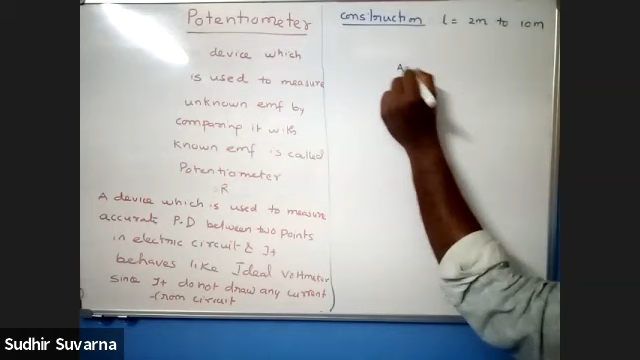 Potentiometer
device which
is used to measure
unknown emf by
comparing it with
known emf is called
Potentiometer
A device which is used to measure
accurate P.D between two points
in electric circuit & It
behaves like Ideal voltmeter
since It do not draw any current
from circuit
Construction l = 2m to 10m
A
Sudhir Suvarna